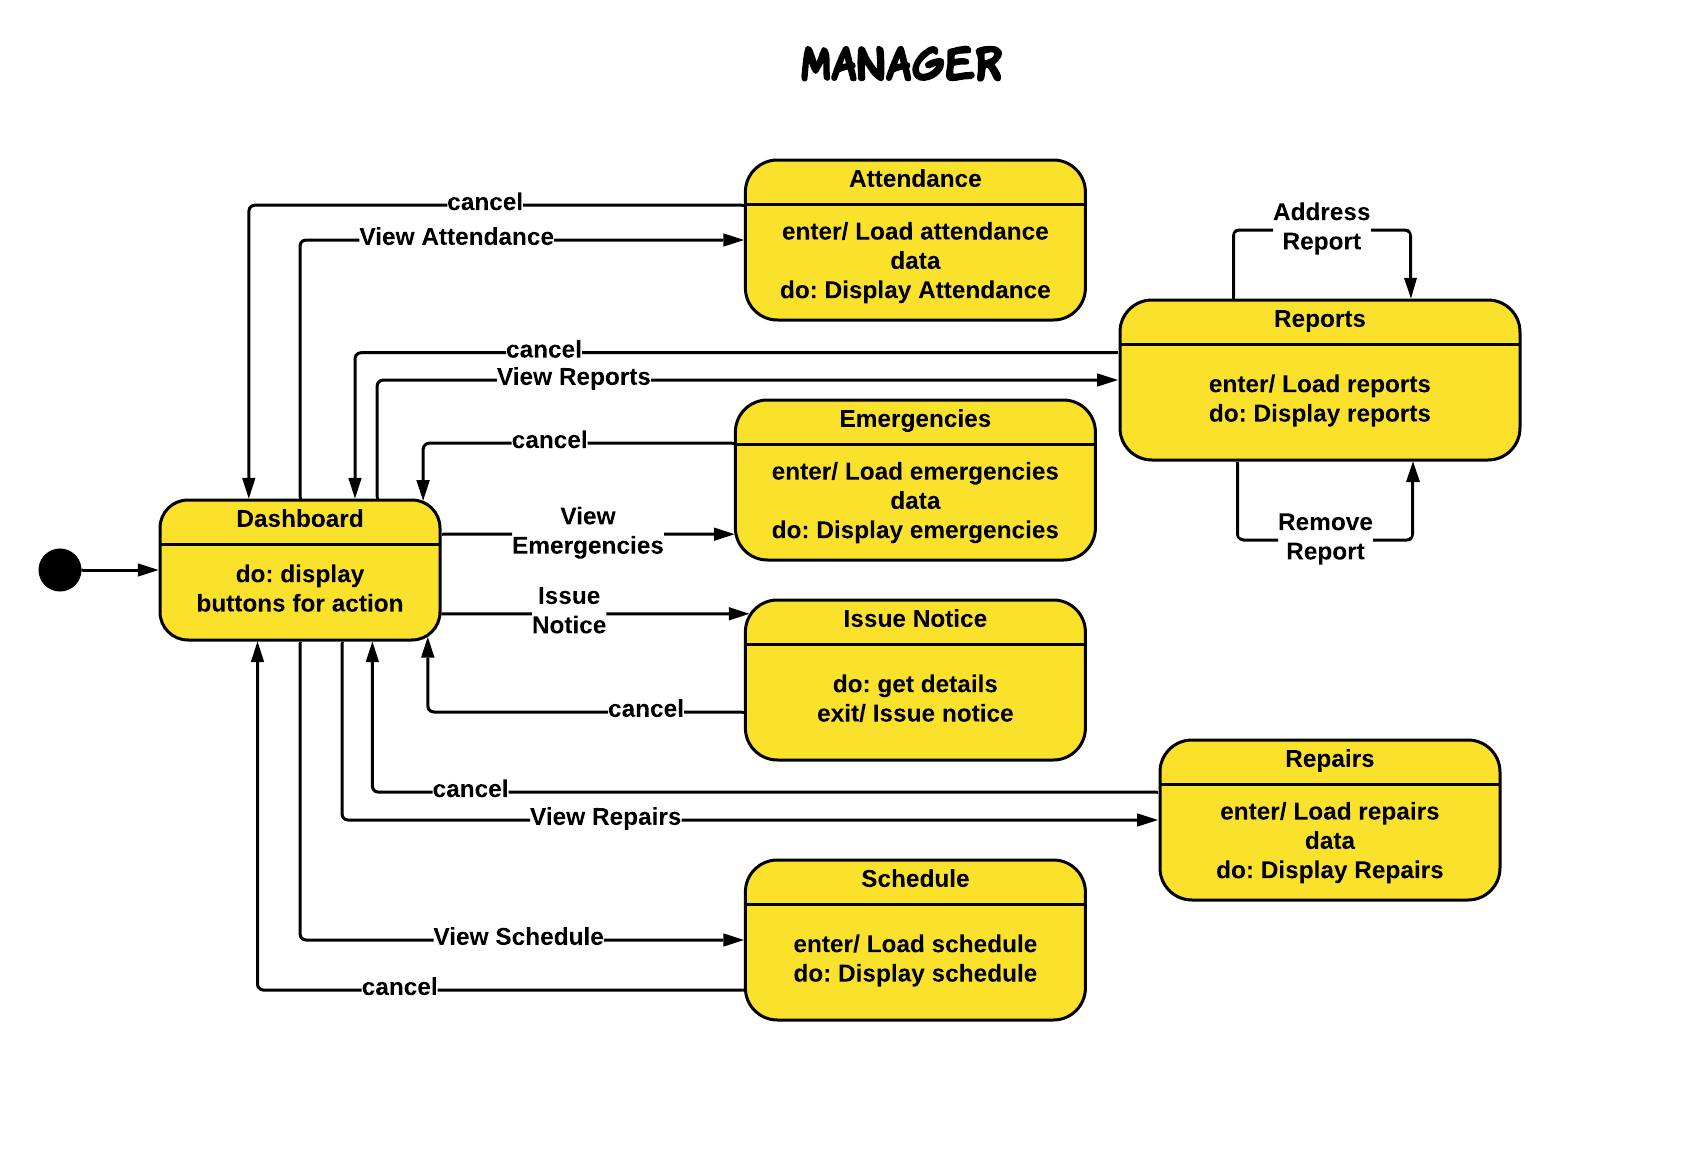 MANAGER
Attendance
enter/ Load attendance
data
do: Display Attendance
cancel
View Attendance
Address
Report
Reports
enter/ Load reports
do: Display reports
cancel
View Reports
Emergencies
enter/ Load emergencies
data
do: Display emergencies
cancel
View
Emergencies
Remove
Report
Dashboard
do: display
buttons for action
Issue
Notice
Issue Notice
do: get details
exit/ Issue notice
cancel
Repairs
enter/ Load repairs
data
do: Display Repairs
cancel
View Repairs
Schedule
enter/ Load schedule
do: Display schedule
View Schedule
cancel